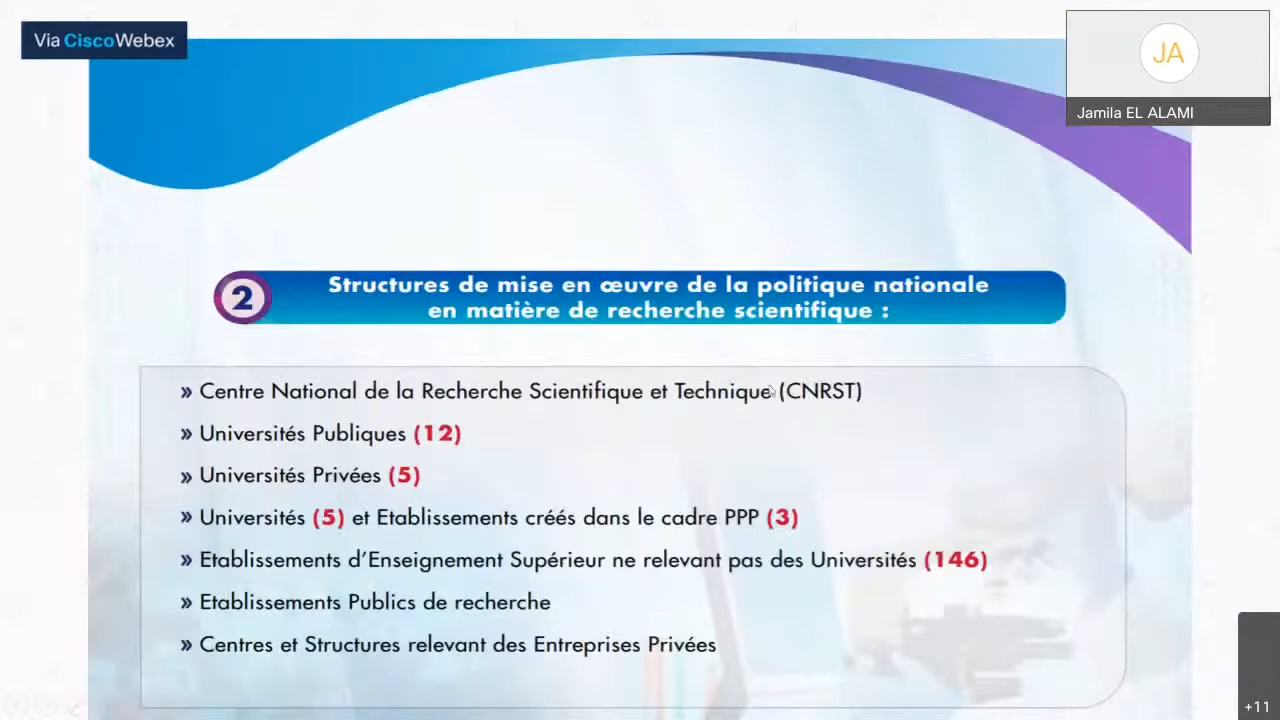 Via CiscoWebex
JA
Jamila EL ALAMI
2
Structures de mise en œuvre de la politique nationale
en matière de recherche scientifique :
» Centre National de la Recherche Scientifique et Technique (CNRST)
» Universités Publiques (12)
» Universités Privées (5)
» Universités (5) et Etablissements créés dans le cadre PPP (3)
» Etablissements d’Enseignement Supérieur ne relevant pas des Universités (146)
» Etablissements Publics de recherche
» Centres et Structures relevant des Entreprises Privées
+11